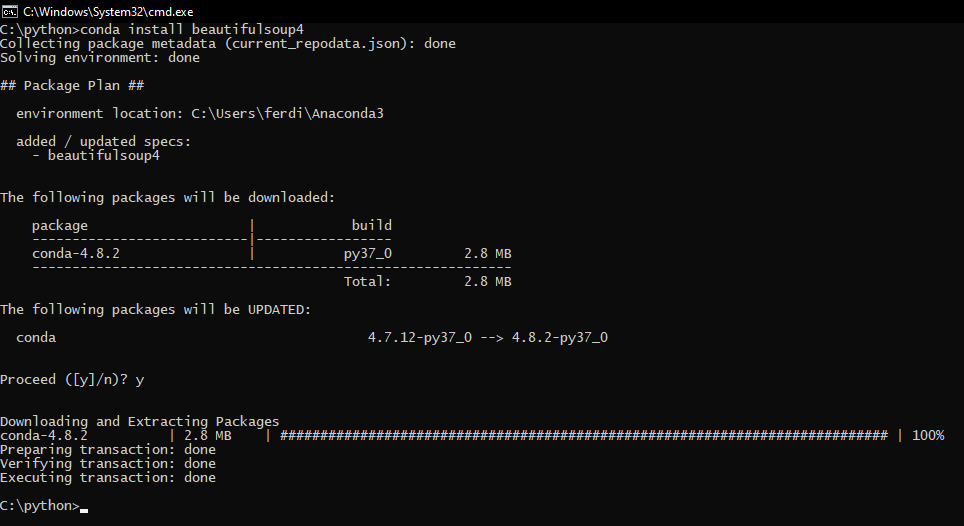 C:\Windows\System32\cmd.exe
C:\python>conda install beautifulsoup4
Collecting package metadata (current_repodata.json): done
Solving environment: done
## Package Plan ##
environment location: C:\Users\ferdi\Anaconda3
added / updated specs:
- beautifulsoup4
The following packages will be downloaded:
package | build
---------------------------|-----------------
conda-4.8.2 | py37_0 2.8 MB
------------------------------------------------------------
Total: 2.8 MB
The following packages will be UPDATED:
conda 4.7.12-py37_0 --> 4.8.2-py37_0
Proceed ([y]/n)? y
Downloading and Extracting Packages
conda-4.8.2 | 2.8 MB | ############################################################################ | 100%
Preparing transaction: done
Verifying transaction: done
Executing transaction: done
C:\python>